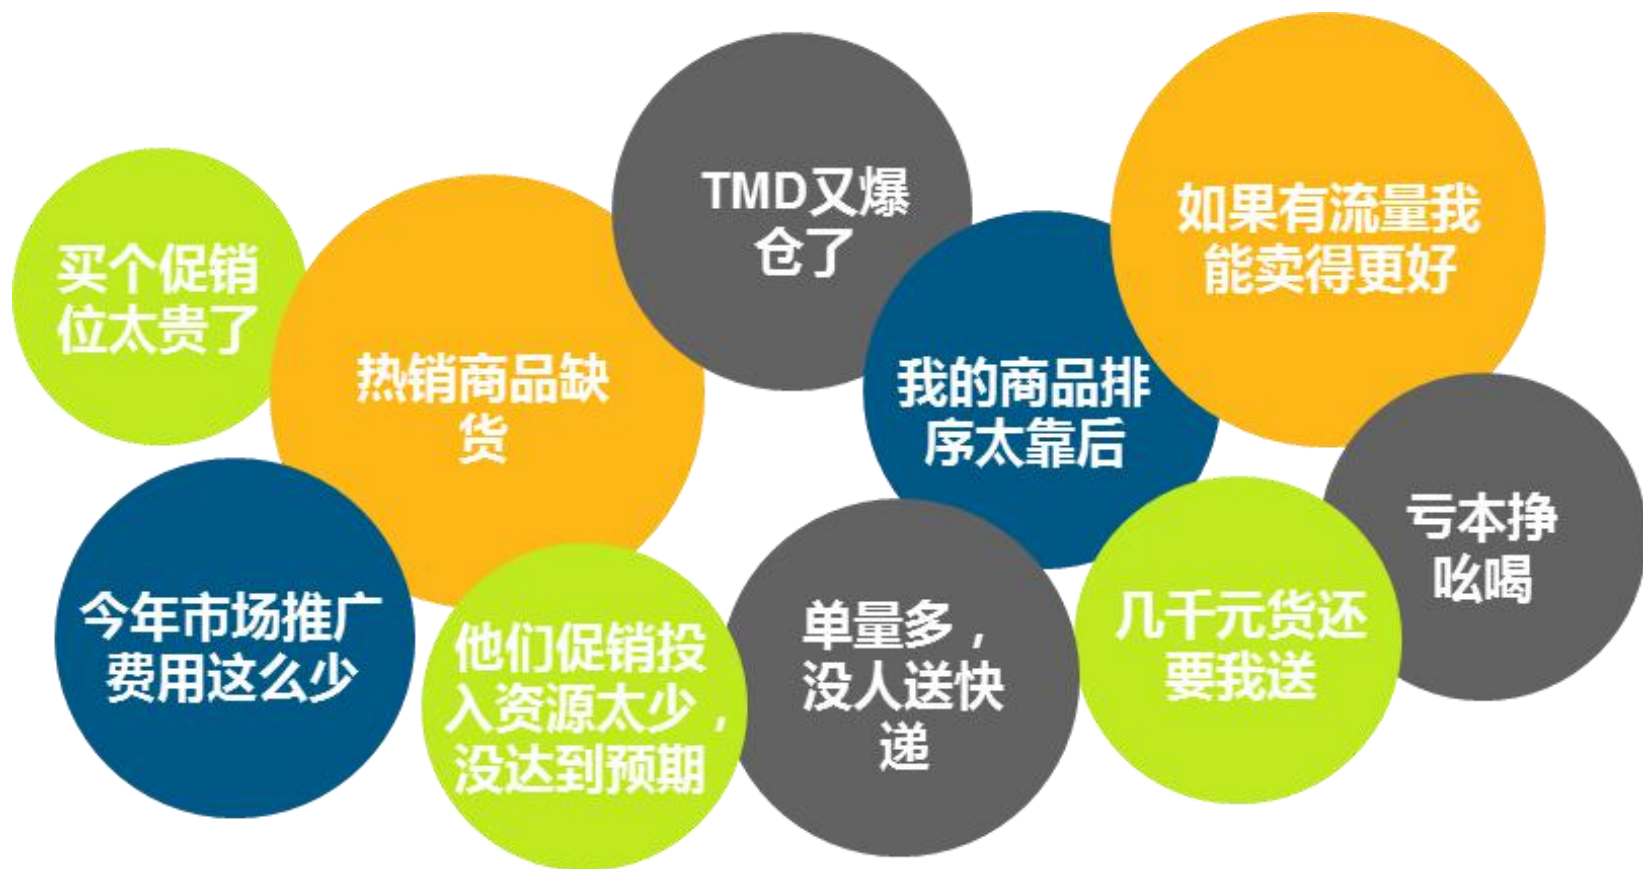 买个促销
位太贵了
热销商品缺
货
TMD又爆
仓了
我的商品排
序太靠后
如果有流量我
能卖得更好
今年市场推广
费用这么少
他们促销投
入资源太少，
没达到预期
单量多，
没人送快
递
几千元货还
要我送
亏本挣
吆喝